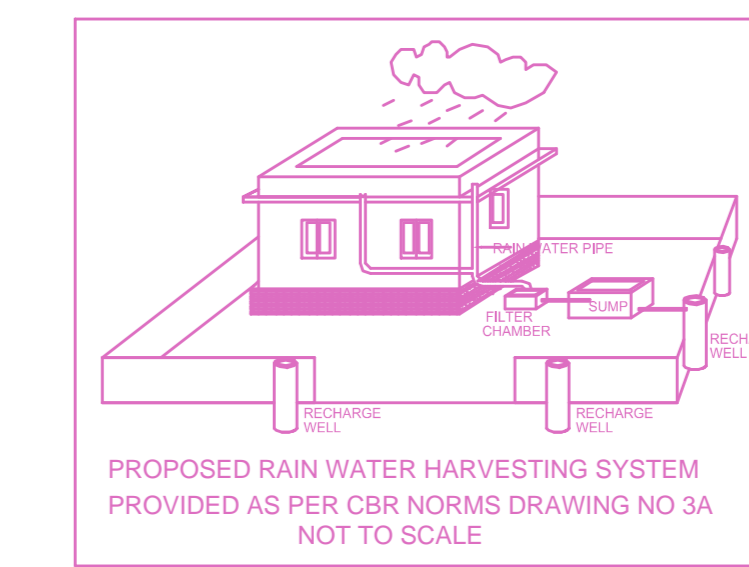 RAIN WATER PIPE
SUMP
FILTER
CHAMBER
RECH
WELL
RECHARGE
WELL
RECHARGE
WELL
PROPOSED RAIN WATER HARVESTING SYSTEM
PROVIDED AS PER CBR NORMS DRAWING NO 3A
NOT TO SCALE